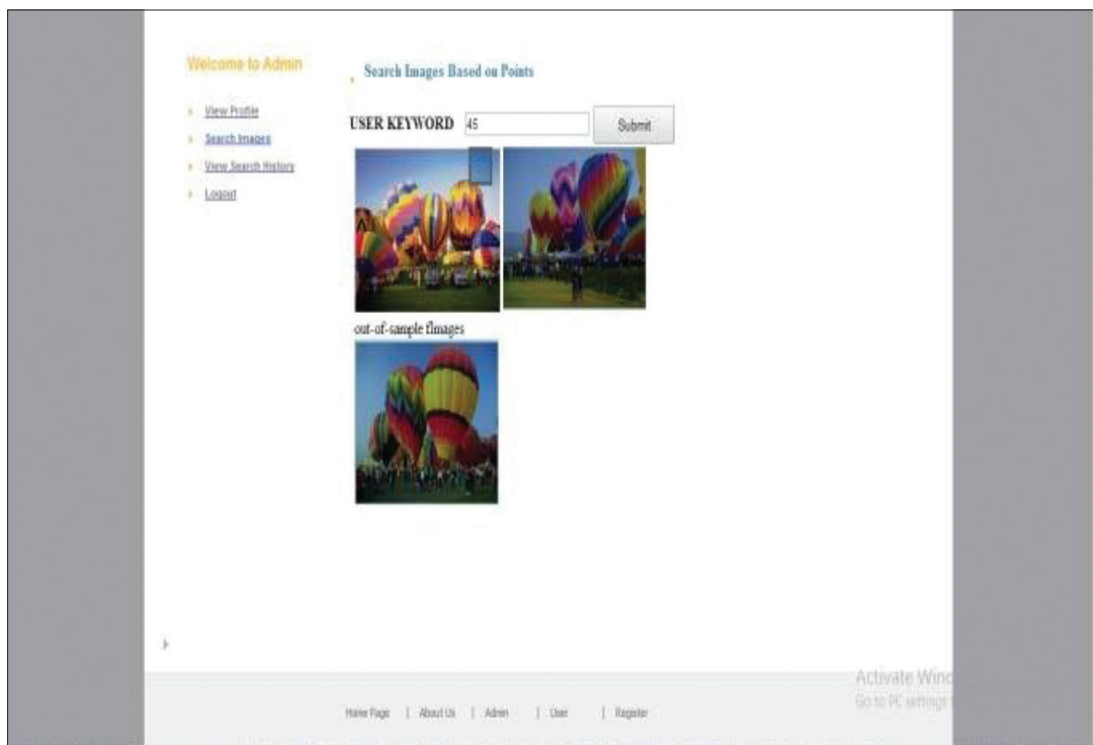 Welcome to Admin
View Profile
Search Images
View Search History
Logout
Search Images Based on Points
USER KEYWORD 45 Submit
out-of-sample fImages
Home Page | About Us | Admin | User | Register
Activate Wind
Go to PC settings t